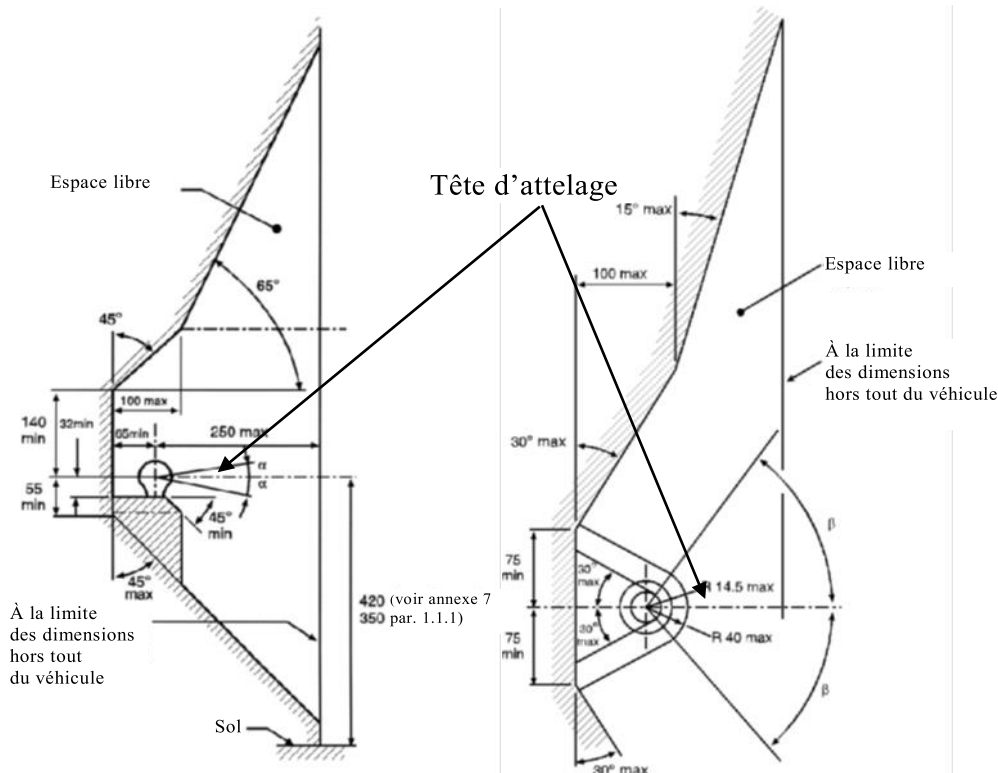 Espace libre
Tête d’attelage
15° max
100 max
65°
45°
Espace libre
À la limite
des dimensions
hors tout du véhicule
100 max
140
min
32min
65min
250 max
30° max
α
α
55
min
45°
min
45°
max
β
75
min
30°
max
R 14.5 max
420 (voir annexe 7
350 par. 1.1.1)
À la limite
des dimensions
hors tout
du véhicule
30°
max
R 40 max
75
min
β
Sol
30° max